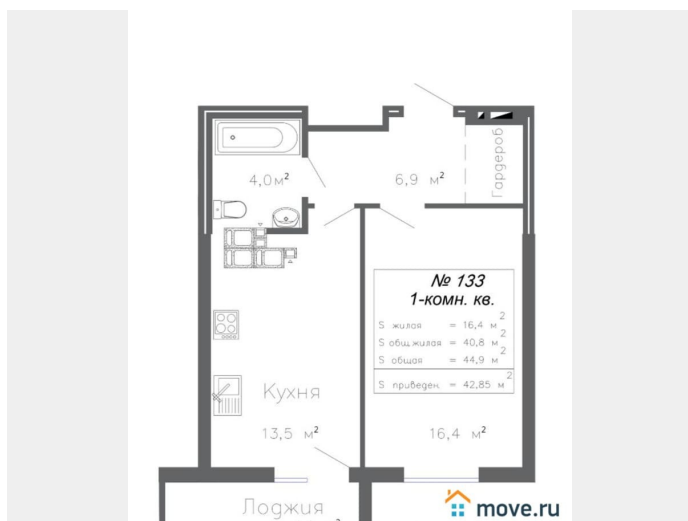 4,0м²
6,9 м²
Гардероб
№ 133
1-комн. кв.
S жилая = 16,4 м²
S общ.жилая = 40,8 м²
S общая = 44,9 м²
S приведен. = 42,85 м²
Кухня
13,5 м²
16,4 м²
Лоджия
move.ru